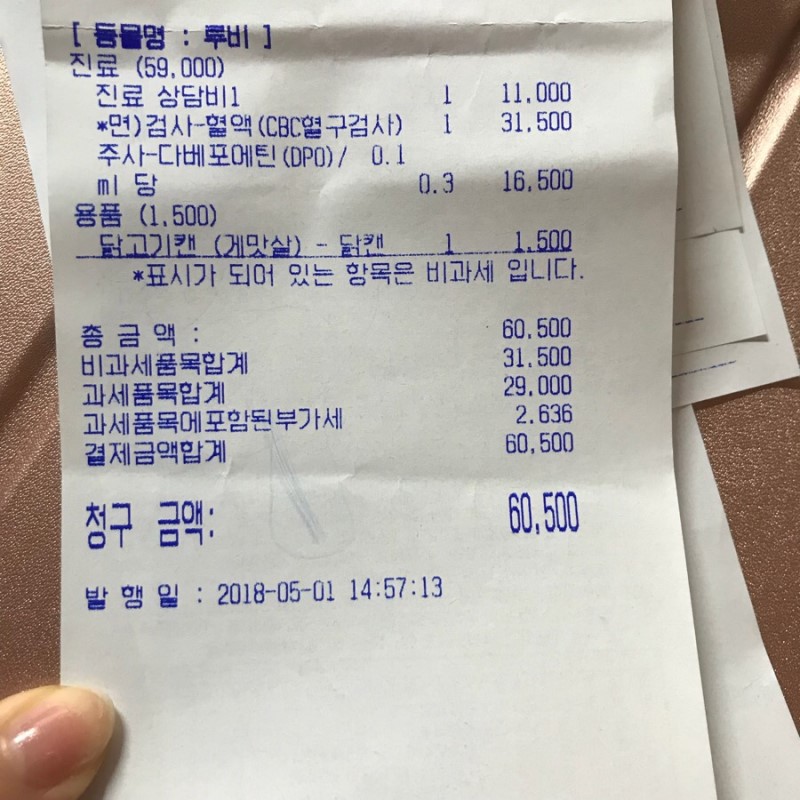 [ 동물명 : 루비 ]
진료 (59,000)
진료 상담비1 1 11,000
*면)검사-혈액(CBC혈구검사) 1 31,500
주사-다베포에틴(DPO)/ 0.1
ml 당 0.3 16,500
용품 (1,500)
닭고기캔 (게맛살) - 닭캔 1 1,500
*표시가 되어 있는 항목은 비과세 입니다.
총 금 액 : 60,500
비과세품목합계 31,500
과세품목합계 29,000
과세품목에포함된부가세 2,636
결제금액합계 60,500
청구 금액: 60,500
발 행 일 : 2018-05-01 14:57:13